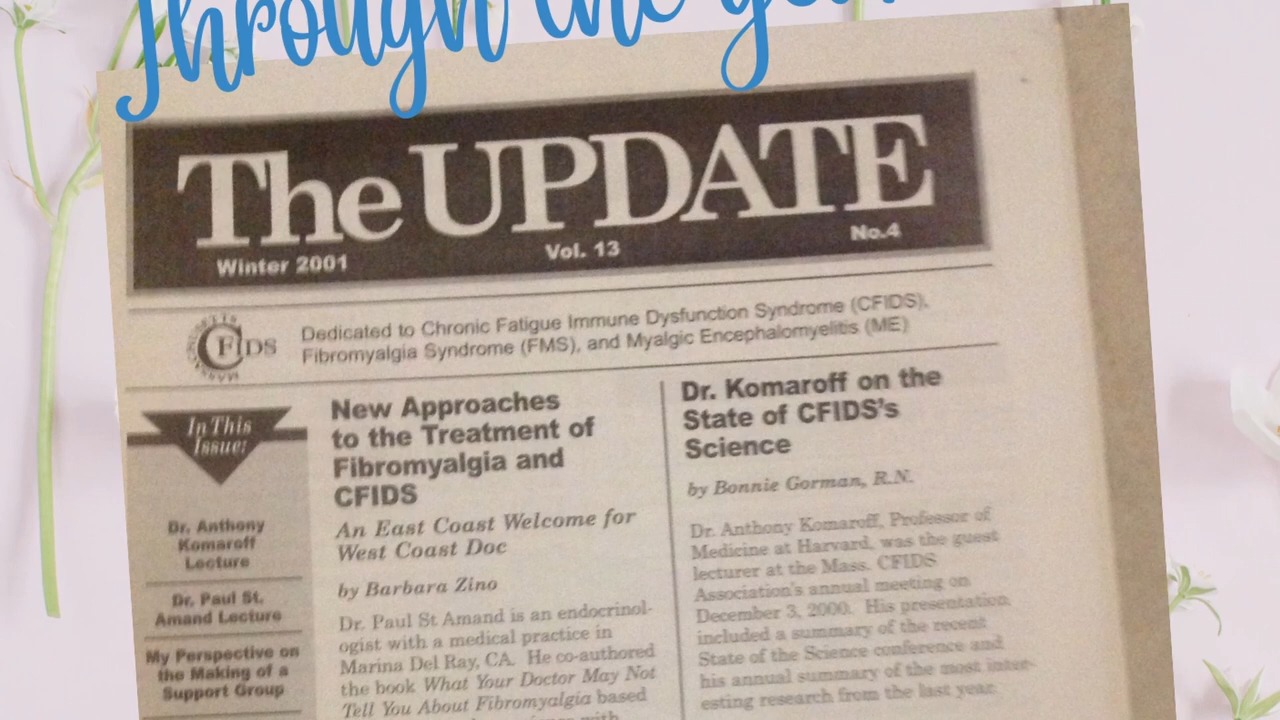 Through the
The UPDATE
Winter 2001
Vol. 13
No.4
CFIDS
Dedicated to Chronic Fatigue Immune Dysfunction Syndrome (CFIDS),
Fibromyalgia Syndrome (FMS), and Myalgic Encephalomyelitis (ME)
In This
Issue:
Dr. Anthony
Komaroff
Lecture
Dr. Paul St.
Amand Lecture
My Perspective on
the Making of a
Support Group
New Approaches
to the Treatment of
Fibromyalgia and
CFIDS
An East Coast Welcome for
West Coast Doc
by Barbara Zino
Dr. Paul St Amand is an endocrinol-
ogist with a medical practice in
Marina Del Ray, CA. He co-authored
the book What Your Doctor May Not
Tell You About Fibromyalgia based
with
Dr. Komaroff on the
State of CFIDS's
Science
by Bonnie Gorman, R.N.
Dr. Anthony Komaroff, Professor of
Medicine at Harvard, was the guest
lecturer at the Mass. CFIDS
Association's annual meeting on
December 3, 2000. His presentation
included a summary of the recent
State of the Science conference and
his annual summary of the most inter-
esting research from the last year.